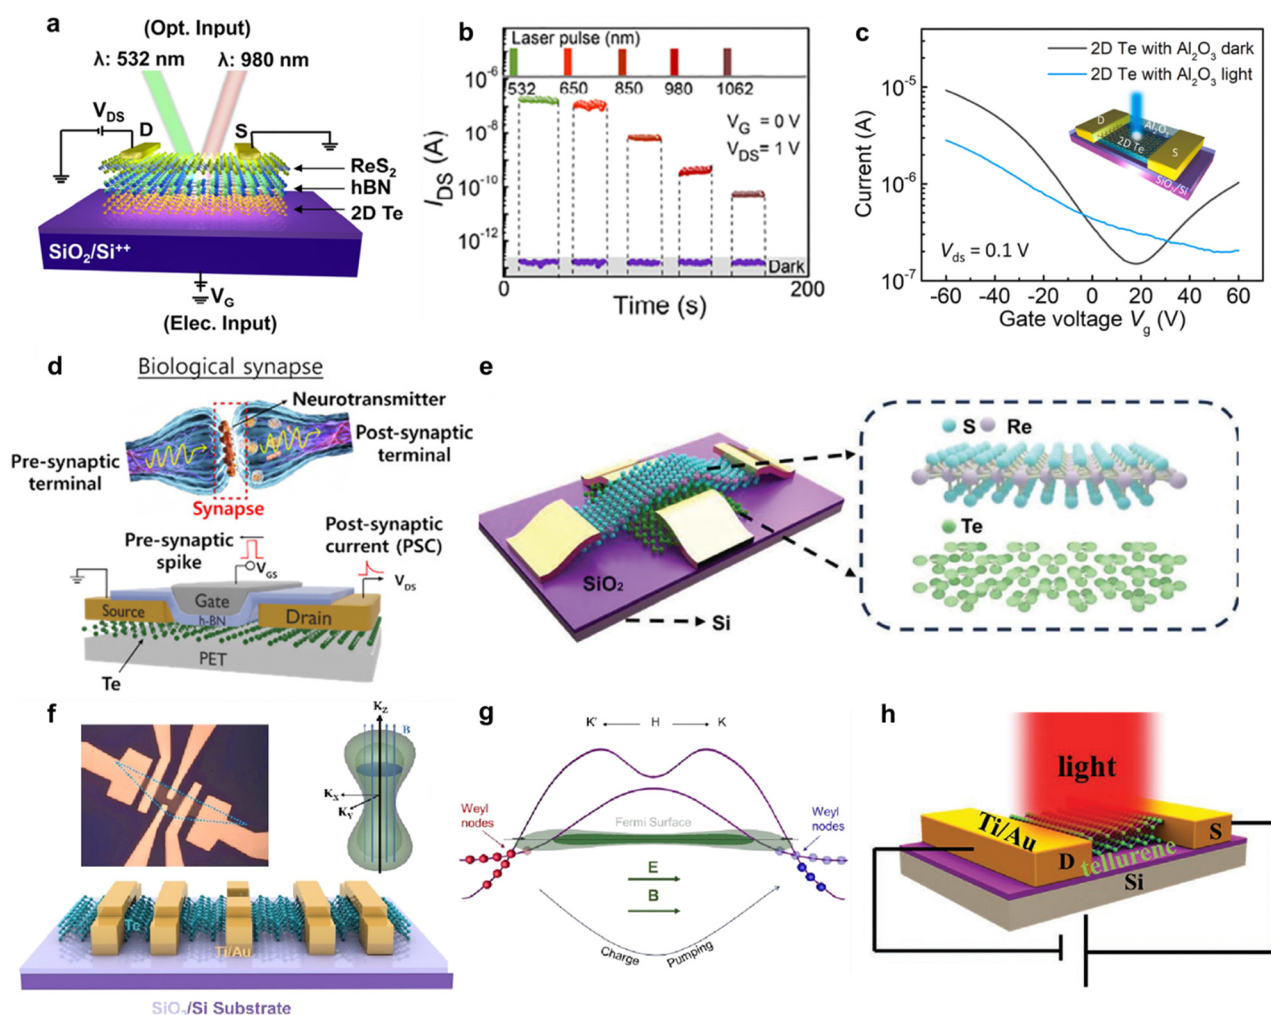 a
(Opt. Input)
λ: 532 nm
λ: 980 nm
V_DS
D
S
ReS₂
hBN
2D Te
SiO₂/Si⁺⁺
V_G
(Elec. Input)
b
Laser pulse (nm)
532 650 850 980 1062
10⁻⁶
10⁻⁸
10⁻¹⁰
10⁻¹²
I_DS (A)
V_G = 0 V
V_DS = 1 V
Dark
0
200
Time (s)
c
2D Te with Al₂O₃ dark
2D Te with Al₂O₃ light
10⁻⁵
10⁻⁶
10⁻⁷
Current (A)
D
Al₂O₃
2D Te
S
SiO₂/Si
V_ds = 0.1 V
-60 -40 -20 0 20 40 60
Gate voltage V_g (V)
d
Biological synapse
Neurotransmitter
Post-synaptic
terminal
Pre-synaptic
terminal
Synapse
Pre-synaptic
spike
Post-synaptic
current (PSC)
V_GS
V_DS
Source
Gate
h-BN
Drain
PET
Te
e
S
Re
Te
SiO₂
Si
f
K_Z
B
K_X
K_Y
Te
Ti/Au
SiO₂/Si Substrate
g
K' H K
Weyl
nodes
Weyl
nodes
Fermi Surface
E
B
Charge Pumping
h
light
Ti/Au
D
S
tellurene
Si